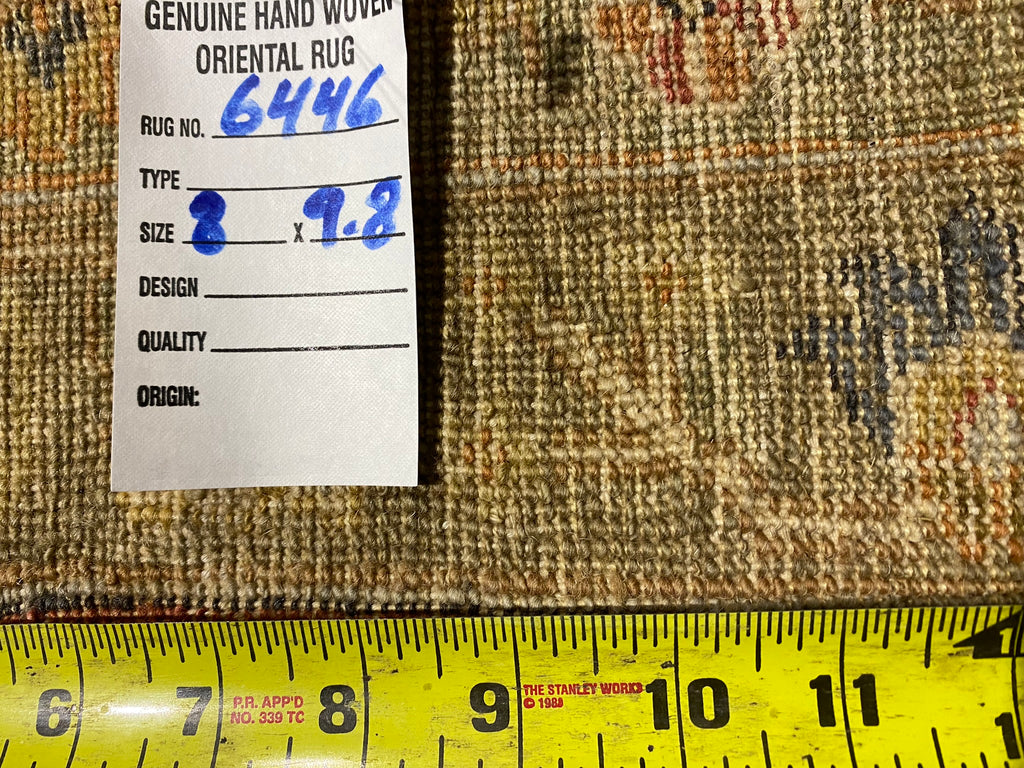 GENUINE HAND WOVEN
ORIENTAL RUG
RUG NO. 6446
TYPE
SIZE 8 X 9.8
DESIGN
QUALITY
ORIGIN:
6 7 P.R. APP'D 8 9 THE STANLEY WORKS 10 11 1
NO. 339 TC © 1988